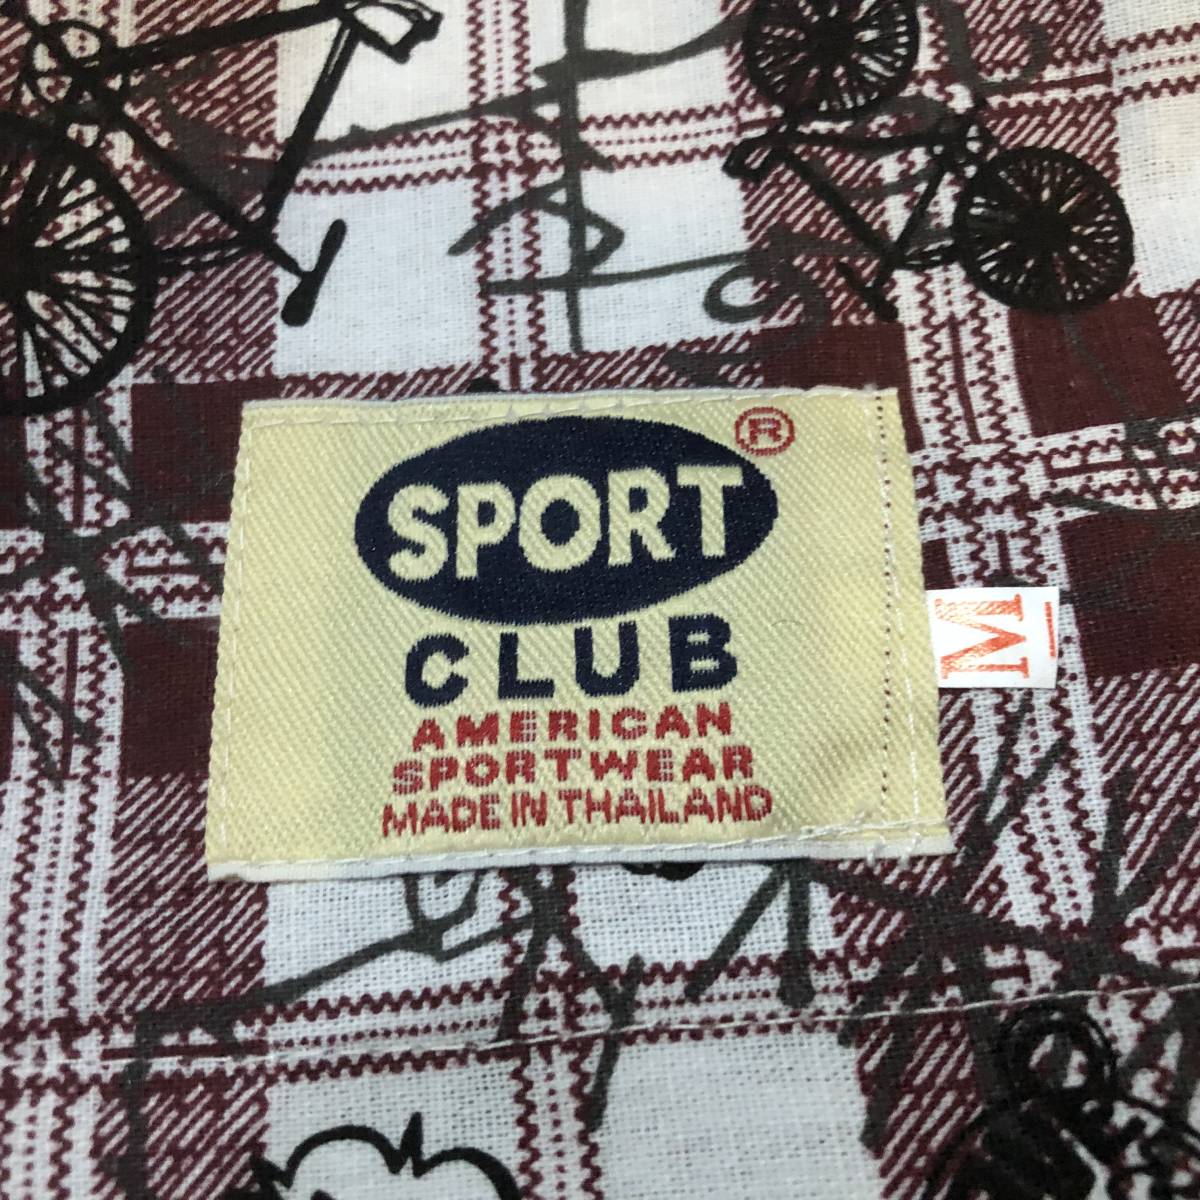 SPORT ®
CLUB
AMERICAN
SPORTWEAR
MADE IN THAILAND
M